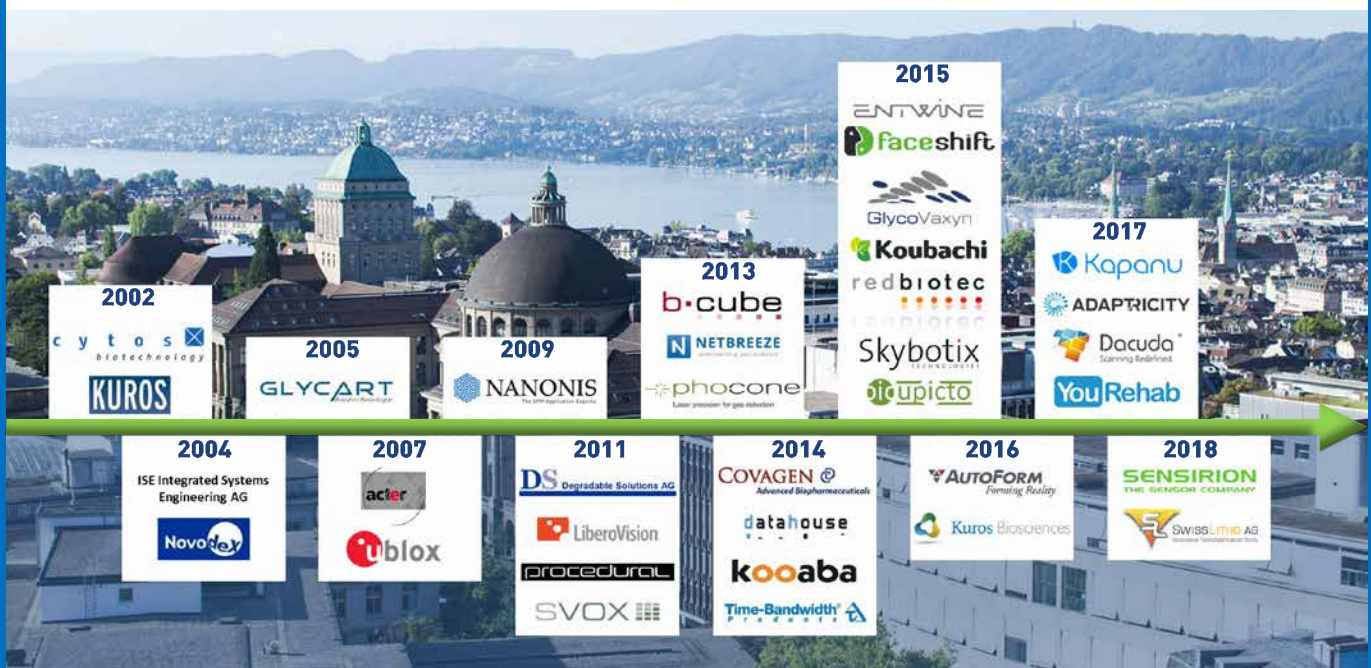 2002
cytos
biotechnology
KUROS
2004
ISE Integrated Systems
Engineering AG
Novodex
2005
GLYCART
2007
acter
ublox
2009
NANONIS
The SPM Application Experts
2011
DS Degradable Solutions AG
LiberoVision
procedural
SVOX
2013
b·cube
N NETBREEZE
phocone
Laser precision for gas detection
2014
COVAGEN
Advanced Biopharmaceuticals
datahouse
kooaba
Time-Bandwidth®
Products
2015
ENTWINE
faceshift
GlycoVaxyn
Koubachi
redbiotec
Skybotix
TECHNOLOGIES
upicto
2016
AUTOFORM
Forming Reality
Kuros Biosciences
2017
Kapanu
ADAPTRICITY
Dacuda
Scanning Redefined.
YouRehab
2018
SENSIRION
THE SENSOR COMPANY
SL SWISSLITHO AG